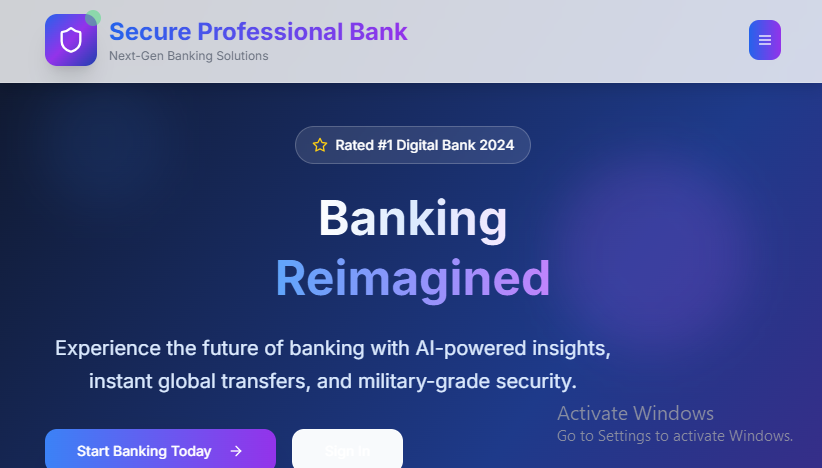 Secure Professional Bank
Next-Gen Banking Solutions
Rated #1 Digital Bank 2024
Banking
Reimagined
Experience the future of banking with AI-powered insights,
instant global transfers, and military-grade security.
Activate Windows
Go to Settings to activate Windows.
Start Banking Today
Sign In